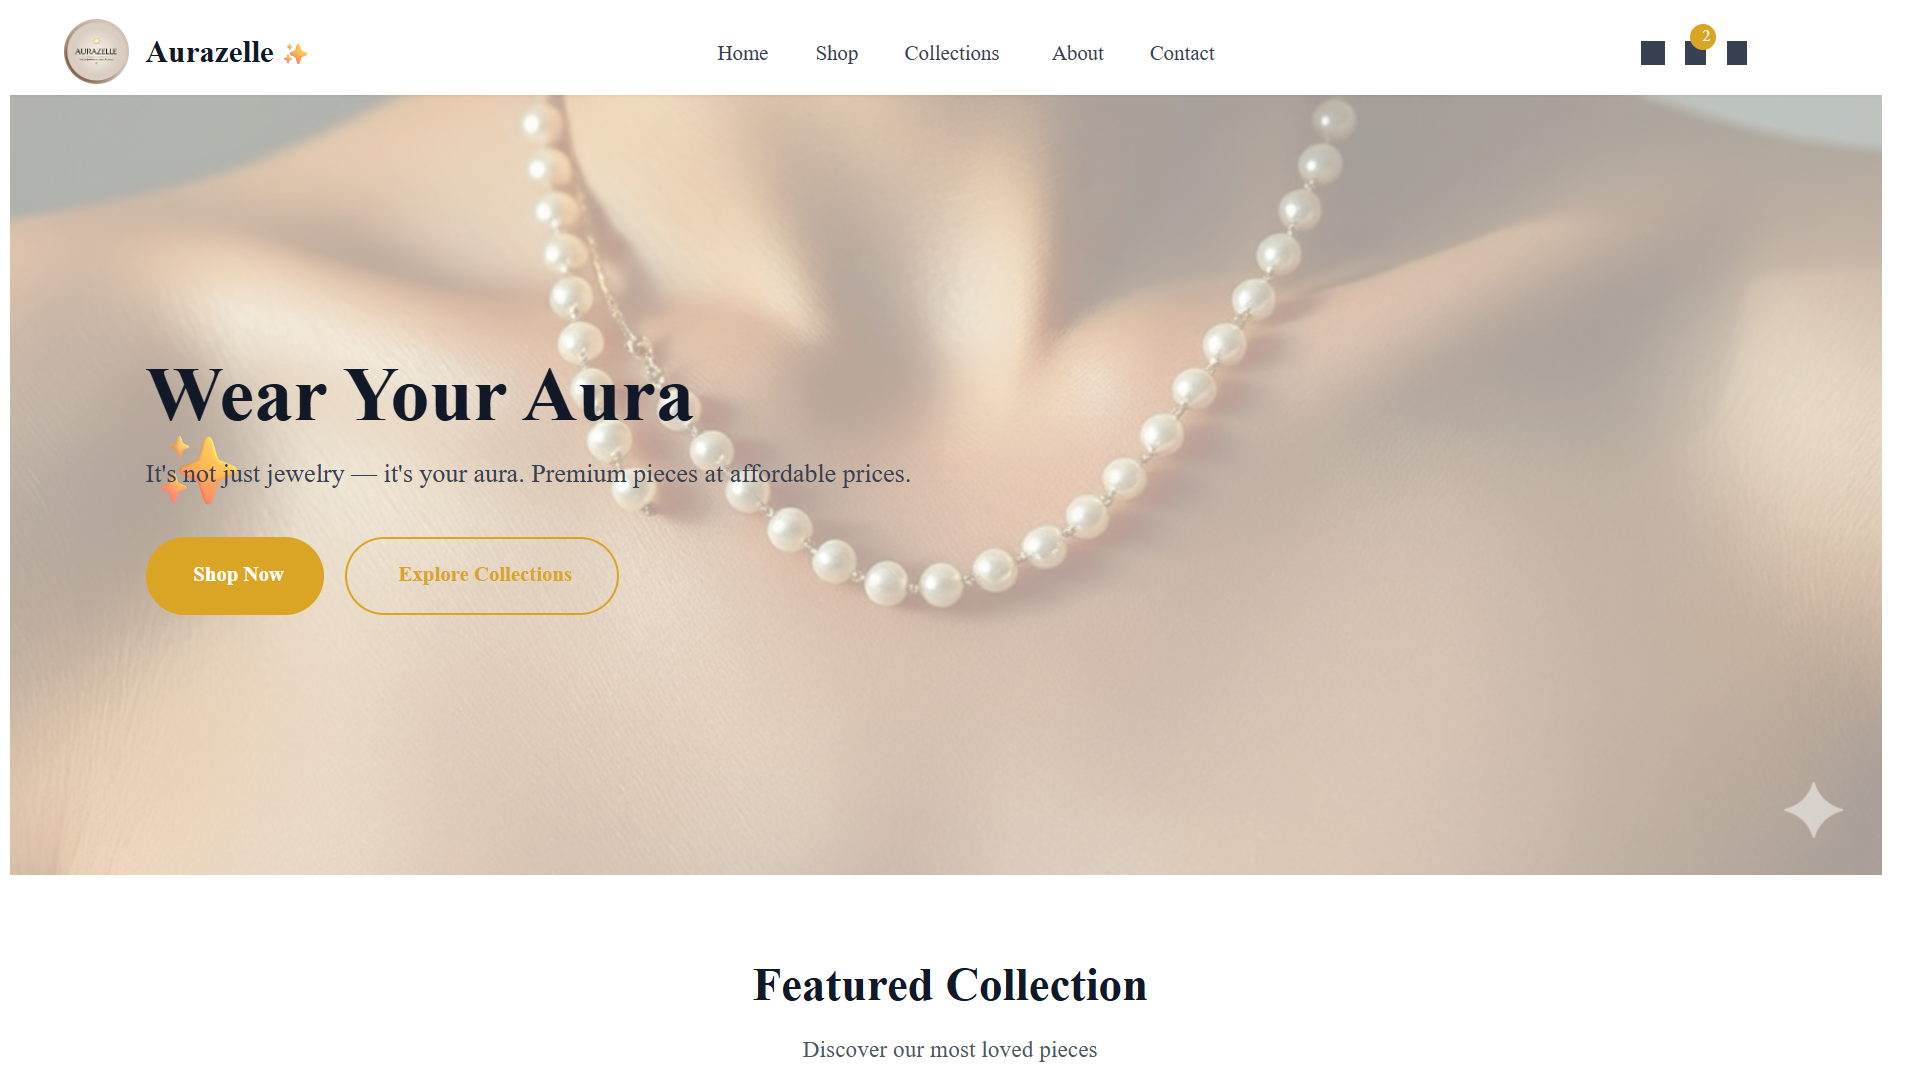 AURAZELLE
Aurazelle ✨
Home
Shop
Collections
About
Contact
2
Wear Your Aura
✨
It's not just jewelry — it's your aura. Premium pieces at affordable prices.
Shop Now
Explore Collections
Featured Collection
Discover our most loved pieces